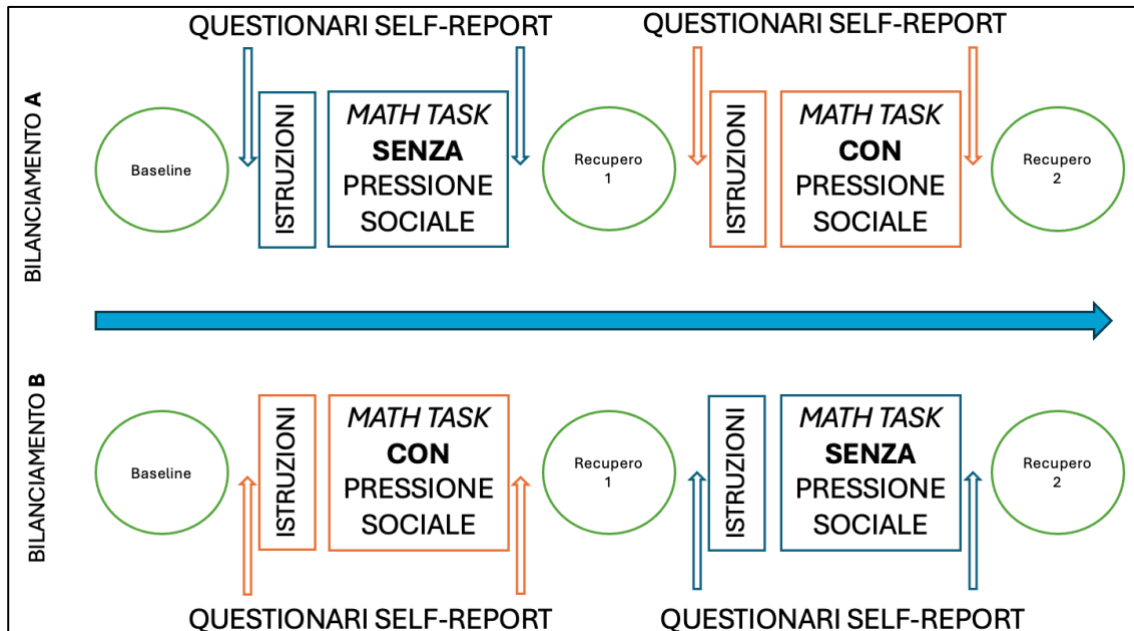 QUESTIONARI SELF-REPORT
QUESTIONARI SELF-REPORT
BILANCIAMENTO A
Baseline
ISTRUZIONI
MATH TASK
SENZA
PRESSIONE
SOCIALE
Recupero
1
ISTRUZIONI
MATH TASK
CON
PRESSIONE
SOCIALE
Recupero
2
BILANCIAMENTO B
Baseline
ISTRUZIONI
MATH TASK
CON
PRESSIONE
SOCIALE
Recupero
1
ISTRUZIONI
MATH TASK
SENZA
PRESSIONE
SOCIALE
Recupero
2
QUESTIONARI SELF-REPORT
QUESTIONARI SELF-REPORT